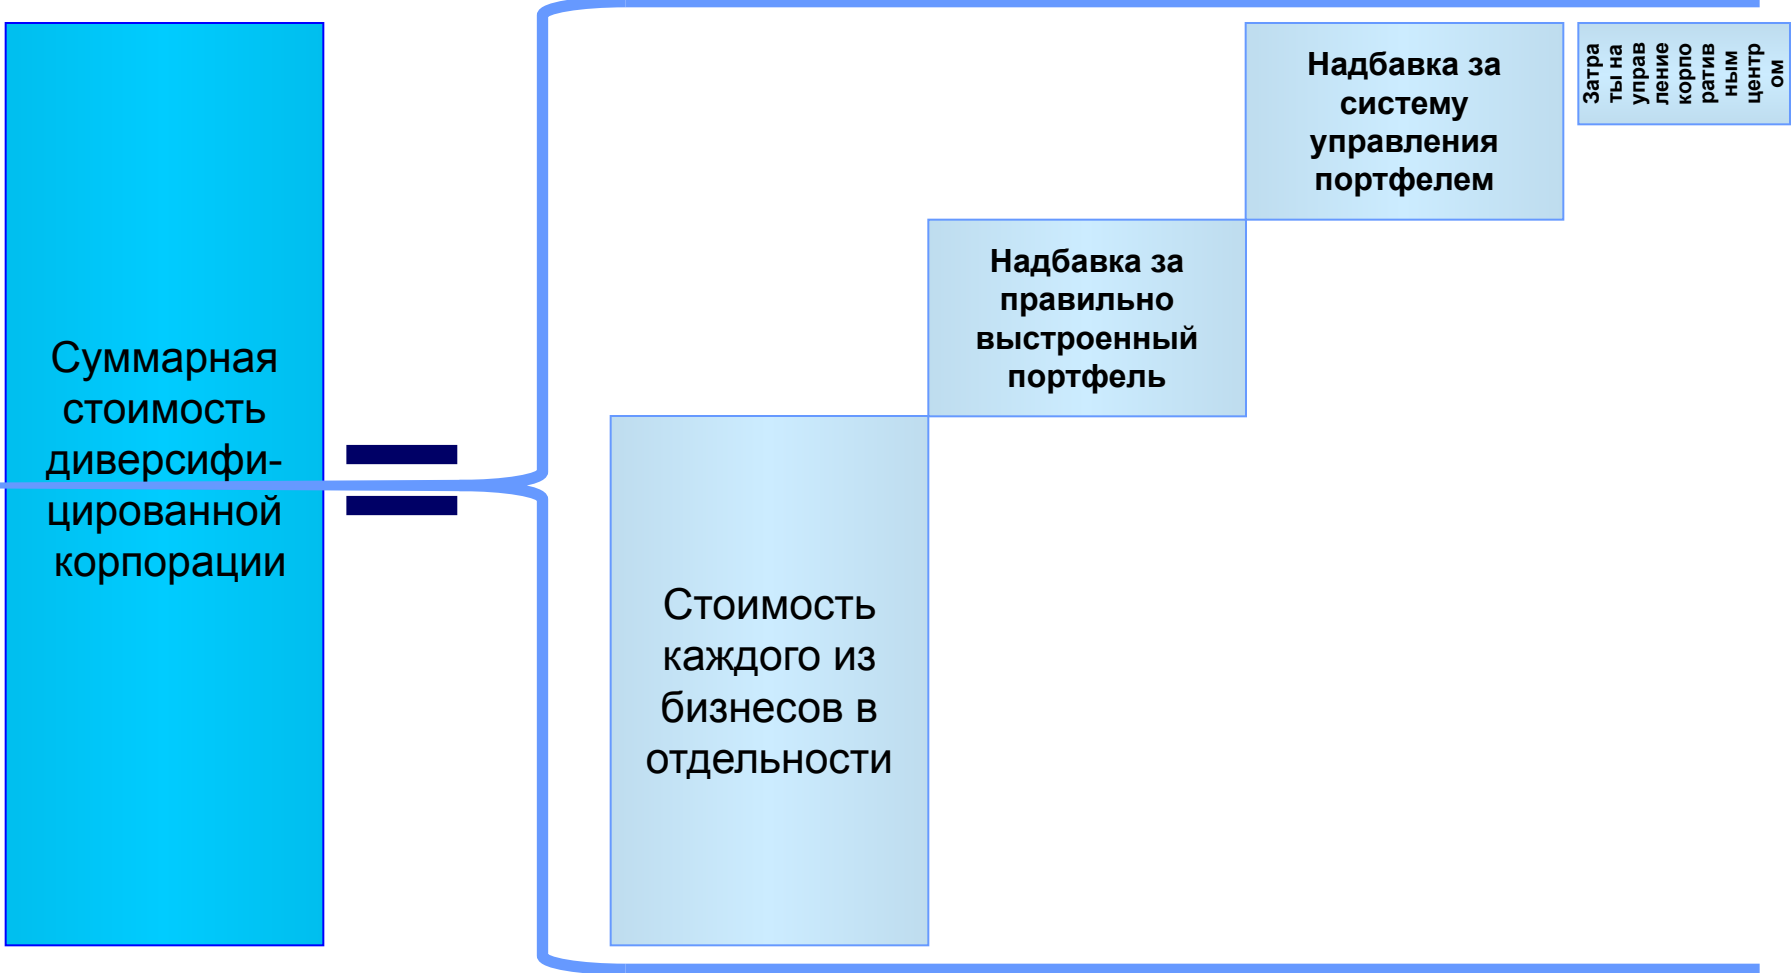 Суммарная
стоимость
диверсифи-
цированной
корпорации
Стоимость
каждого из
бизнесов в
отдельности
Надбавка за
правильно
выстроенный
портфель
Надбавка за
систему
управления
портфелем
Затра
ты на
управ
ление
корпо
ратив
ным
центр
ом